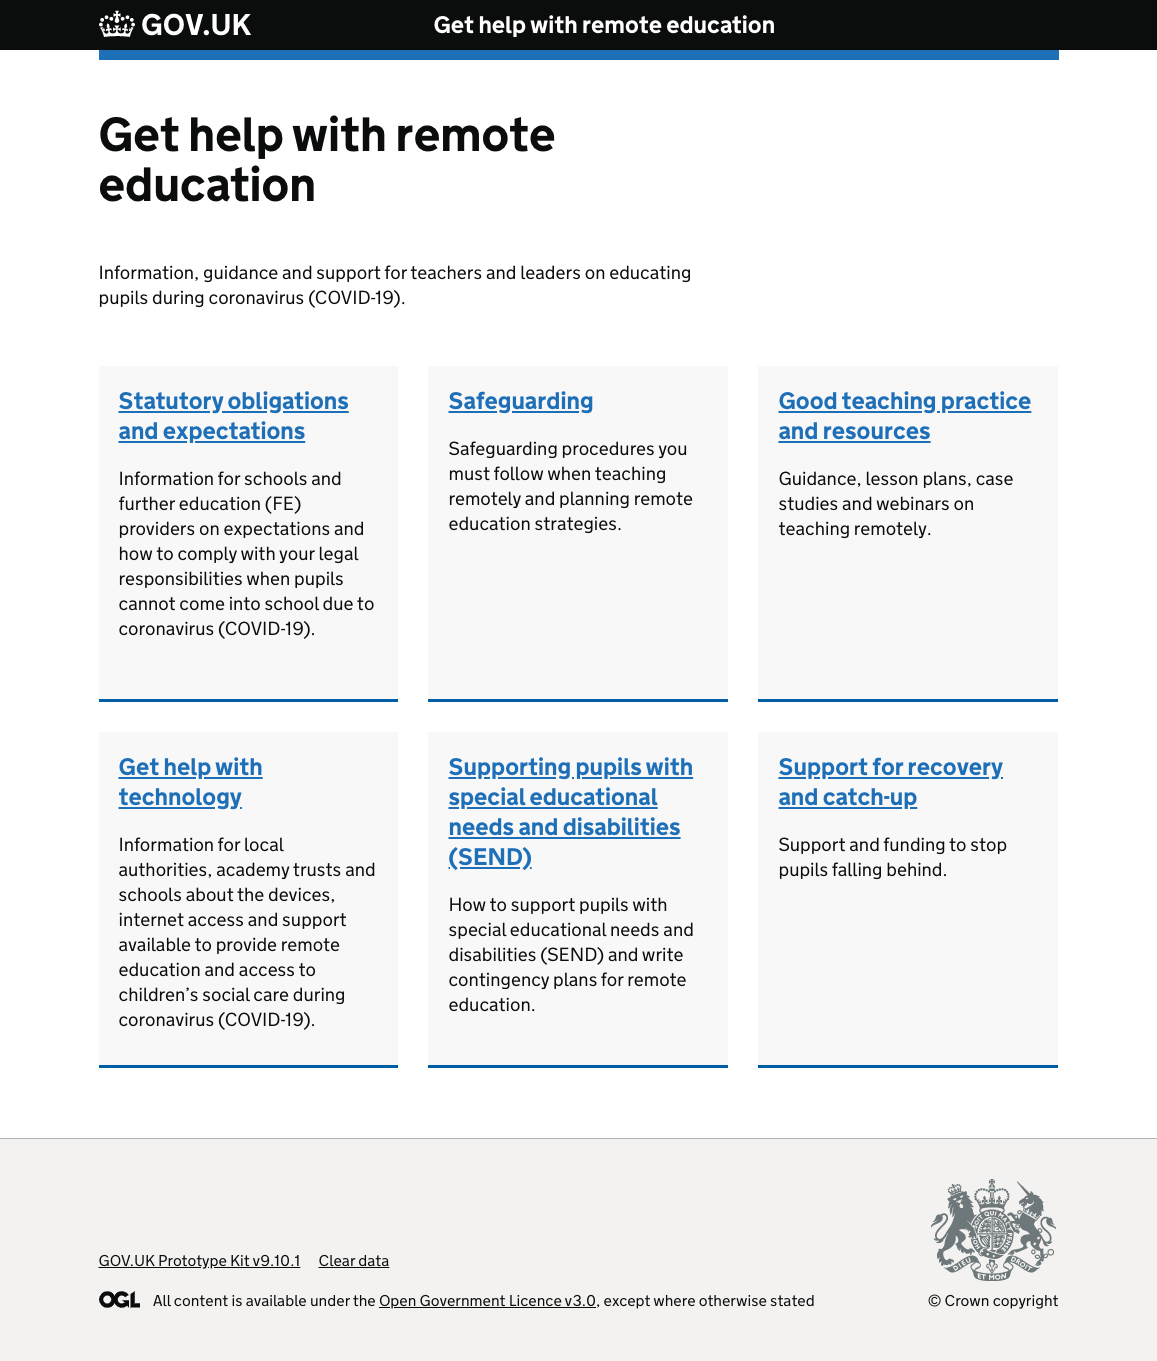 GOV.UK Get help with remote education
Get help with remote
education
Information, guidance and support for teachers and leaders on educating
pupils during coronavirus (COVID-19).
Statutory obligations
and expectations
Information for schools and
further education (FE)
providers on expectations and
how to comply with your legal
responsibilities when pupils
cannot come into school due to
coronavirus (COVID-19).
Safeguarding
Safeguarding procedures you
must follow when teaching
remotely and planning remote
education strategies.
Good teaching practice
and resources
Guidance, lesson plans, case
studies and webinars on
teaching remotely.
Get help with
technology
Information for local
authorities, academy trusts and
schools about the devices,
internet access and support
available to provide remote
education and access to
children’s social care during
coronavirus (COVID-19).
Supporting pupils with
special educational
needs and disabilities
(SEND)
How to support pupils with
special educational needs and
disabilities (SEND) and write
contingency plans for remote
education.
Support for recovery
and catch-up
Support and funding to stop
pupils falling behind.
GOV.UK Prototype Kit v9.10.1 Clear data
OGL All content is available under the Open Government Licence v3.0, except where otherwise stated
DIEU ET MON DROIT
© Crown copyright